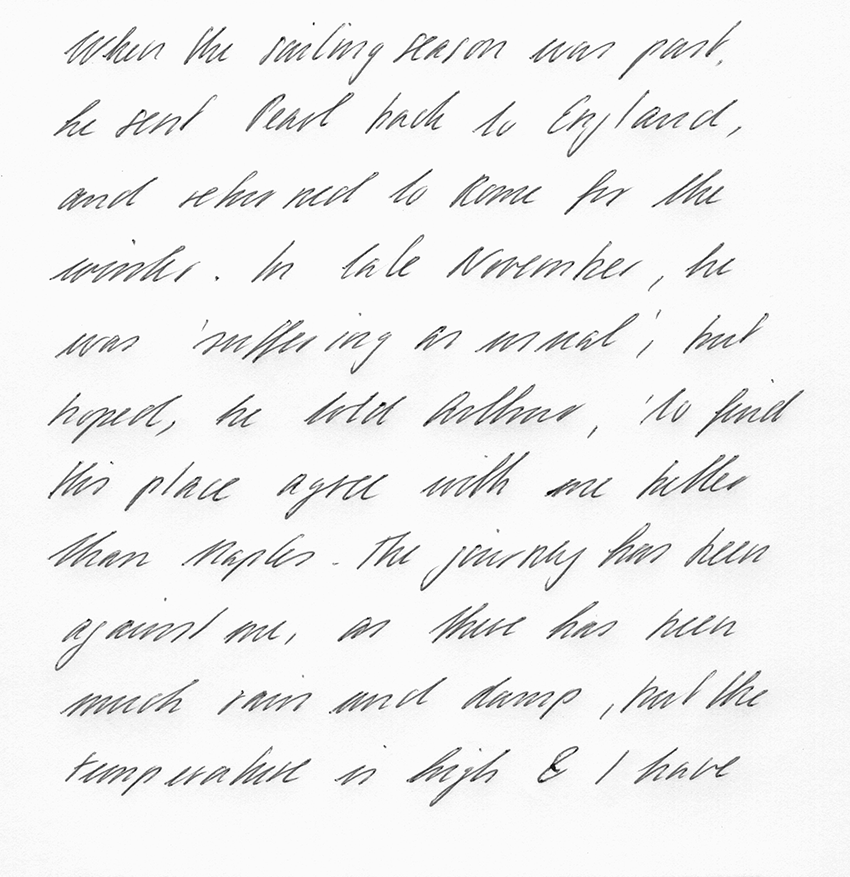 When the sailing season was past,
he sent Pearl back to England,
and returned to Rome for the
winter. In late November, he
was 'suffering as usual', but
hoped, he told Arthur, 'to find
this place agree with me better
than Naples. The journey has been
against me, as there has been
much rain and damp, but the
temperature is high & I have